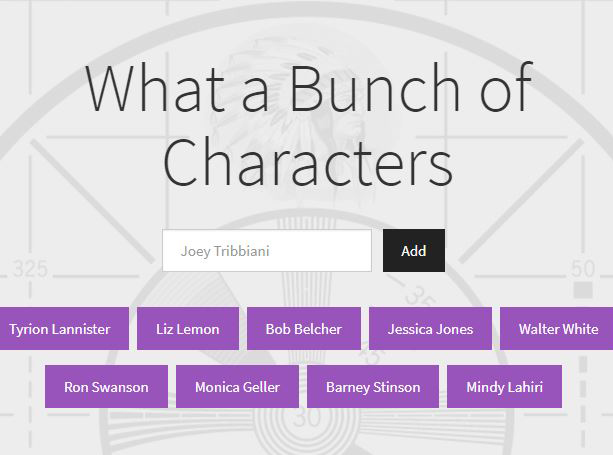 What a Bunch of
Characters
Joey Tribbiani Add
Tyrion Lannister Liz Lemon Bob Belcher Jessica Jones Walter White
Ron Swanson Monica Geller Barney Stinson Mindy Lahiri
325
50
35
30